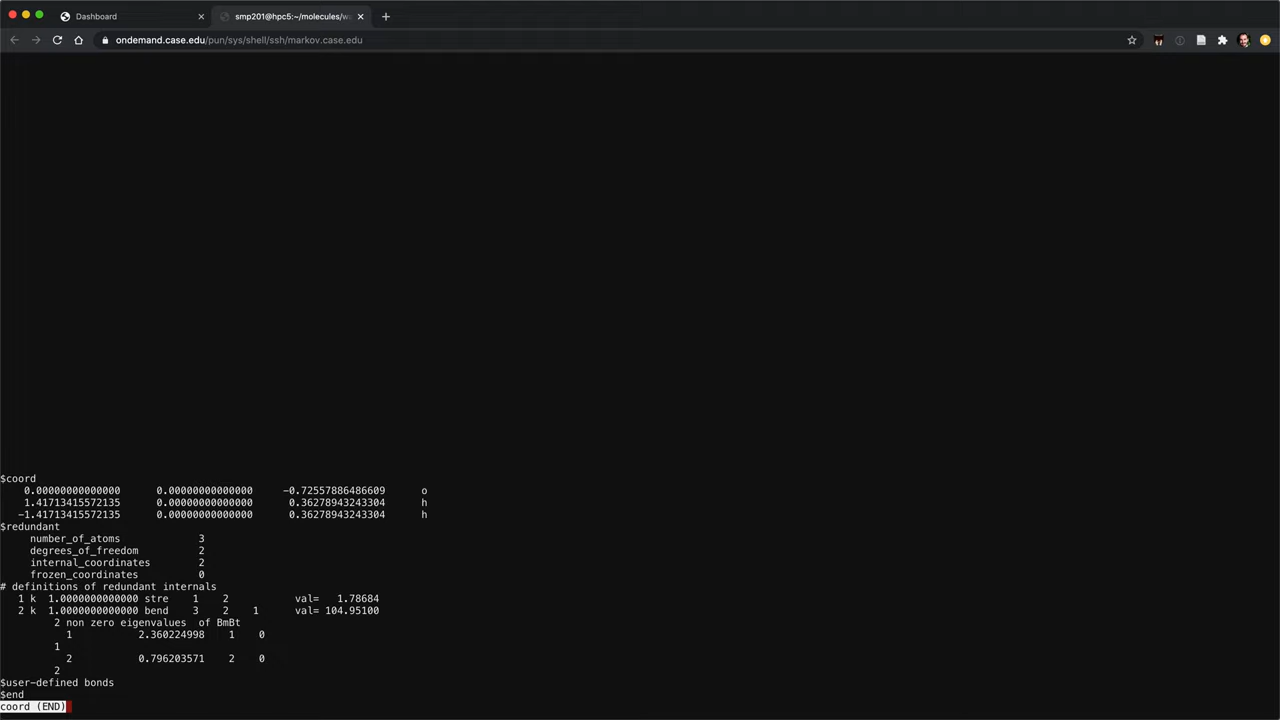 Dashboard
smp201@hpc5:~/molecules/w
ondemand.case.edu/pun/sys/shell/ssh/markov.case.edu
$coord
0.00000000000000 0.00000000000000 -0.72557886486609 o
1.41713415572135 0.00000000000000 0.36278943243304 h
-1.41713415572135 0.00000000000000 0.36278943243304 h
$redundant
number_of_atoms 3
degrees_of_freedom 2
internal_coordinates 2
frozen_coordinates 0
# definitions of redundant internals
1 k 1.0000000000000 stre 1 2 val= 1.78684
2 k 1.0000000000000 bend 3 2 1 val= 104.95100
2 non zero eigenvalues of BmBt
1 2.360224998 1 0
1
2 0.796203571 2 0
2
$user-defined bonds
$end
coord (END)